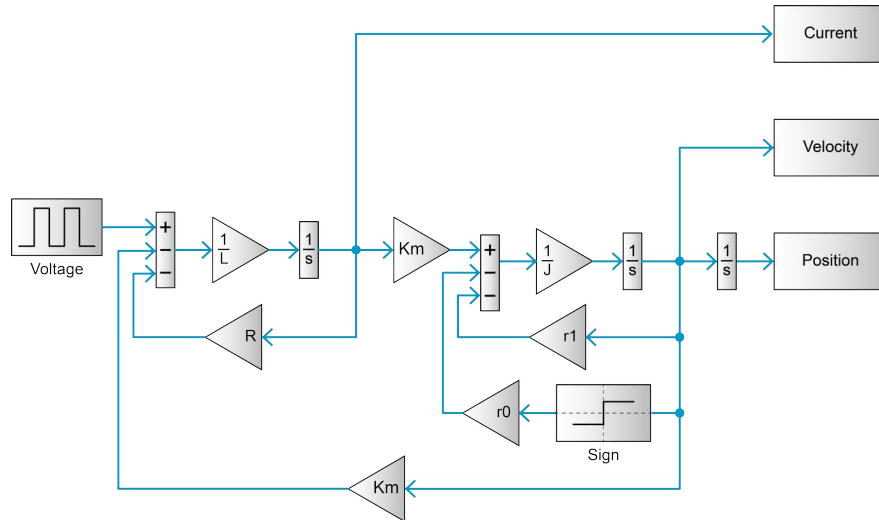 Current
Velocity
Voltage
+
−
−
1
L
1
s
Km
+
−
−
1
J
1
s
1
s
Position
R
r1
r0
Sign
Km